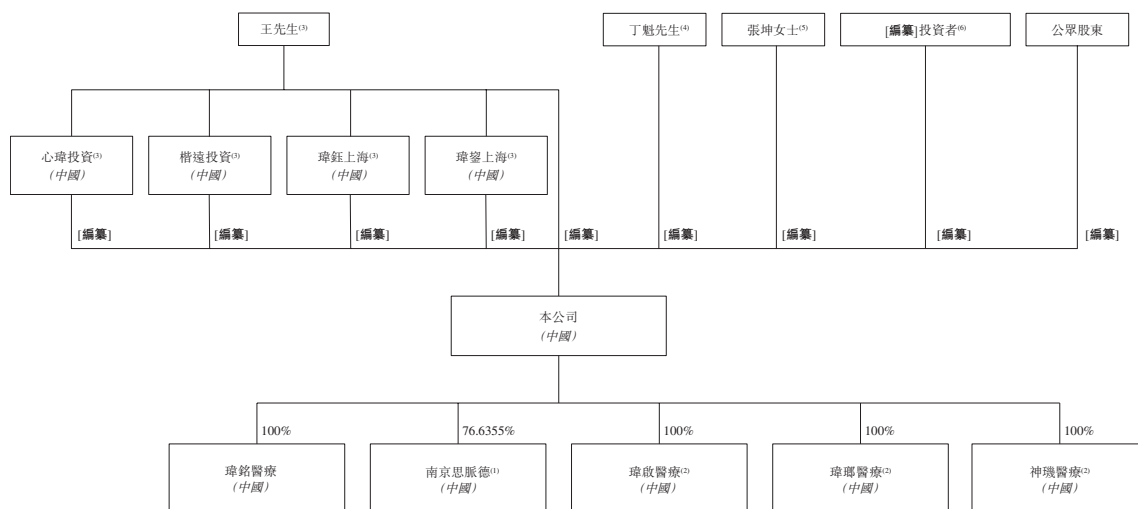 王先生(3)
丁魁先生(4)
張坤女士(5)
[編纂]投資者(6)
公眾股東
心瑋投資(3)
(中國)
楷遠投資(3)
(中國)
瑋鈺上海(3)
(中國)
瑋鋆上海(3)
(中國)
[編纂]
[編纂]
[編纂]
[編纂]
[編纂]
[編纂]
[編纂]
[編纂]
[編纂]
本公司
(中國)
100%
76.6355%
100%
100%
100%
瑋銘醫療
(中國)
南京思脈德(1)
(中國)
瑋啟醫療(2)
(中國)
瑋瑯醫療(2)
(中國)
神璣醫療(2)
(中國)